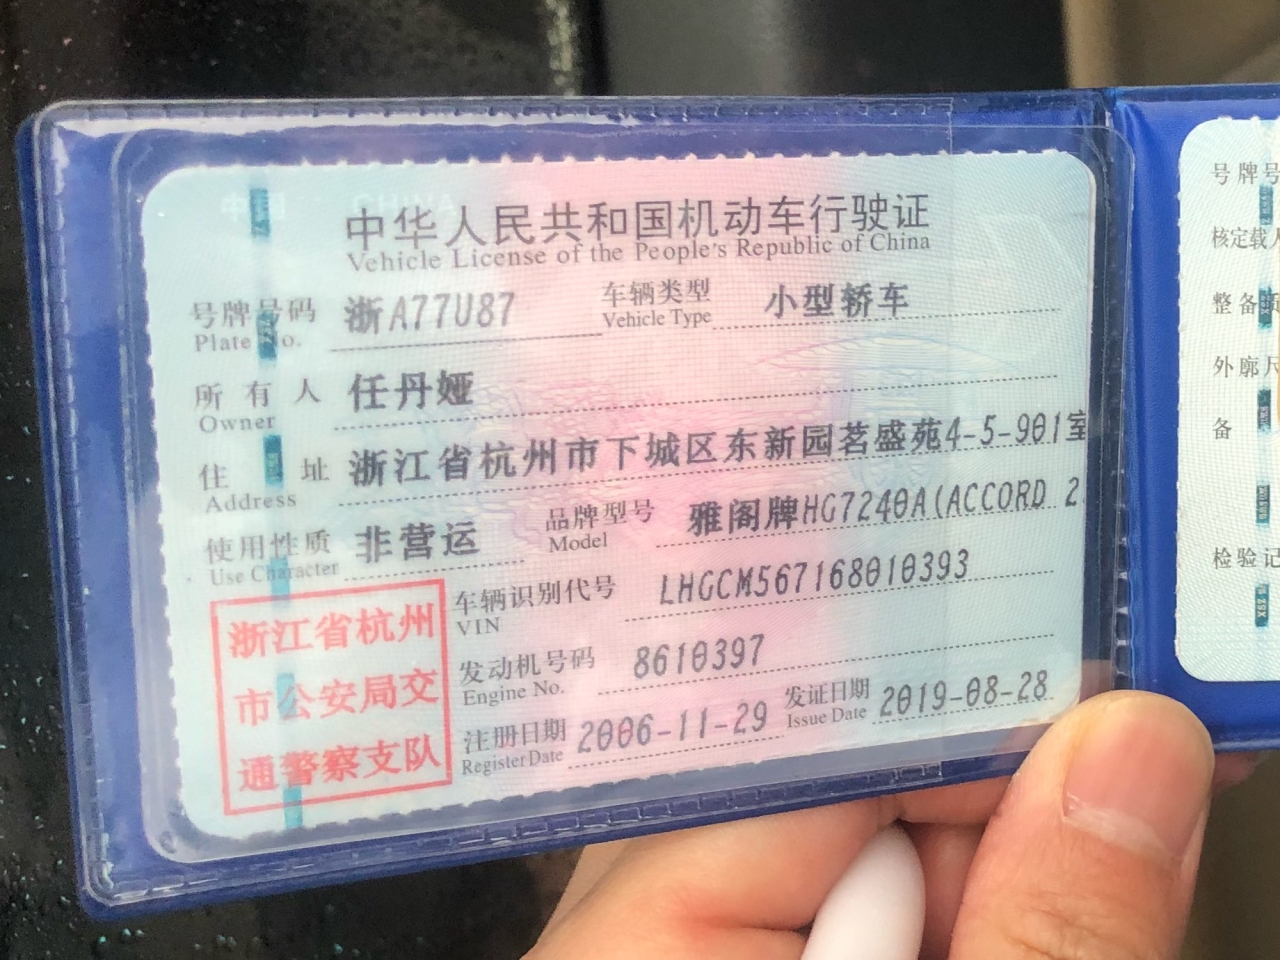 中华人民共和国机动车行驶证
Vehicle License of the People's Republic of China
号牌号码 浙A77U87 车辆类型 小型轿车
Plate No. Vehicle Type
所有人 任丹娅
Owner
住址 浙江省杭州市下城区东新园茗盛苑4-5-901室
Address
使用性质 非营运 品牌型号 雅阁牌HG7240A(ACCORD 2
Use Character Model
车辆识别代号 LHGCM567168010393
VIN
发动机号码 8610397
Engine No.
注册日期 2006-11-29 发证日期 2019-08-28
Register Date Issue Date
浙江省杭州
市公安局交
通警察支队
号牌号
核定载人
整备质
外廓尺
备
检验记